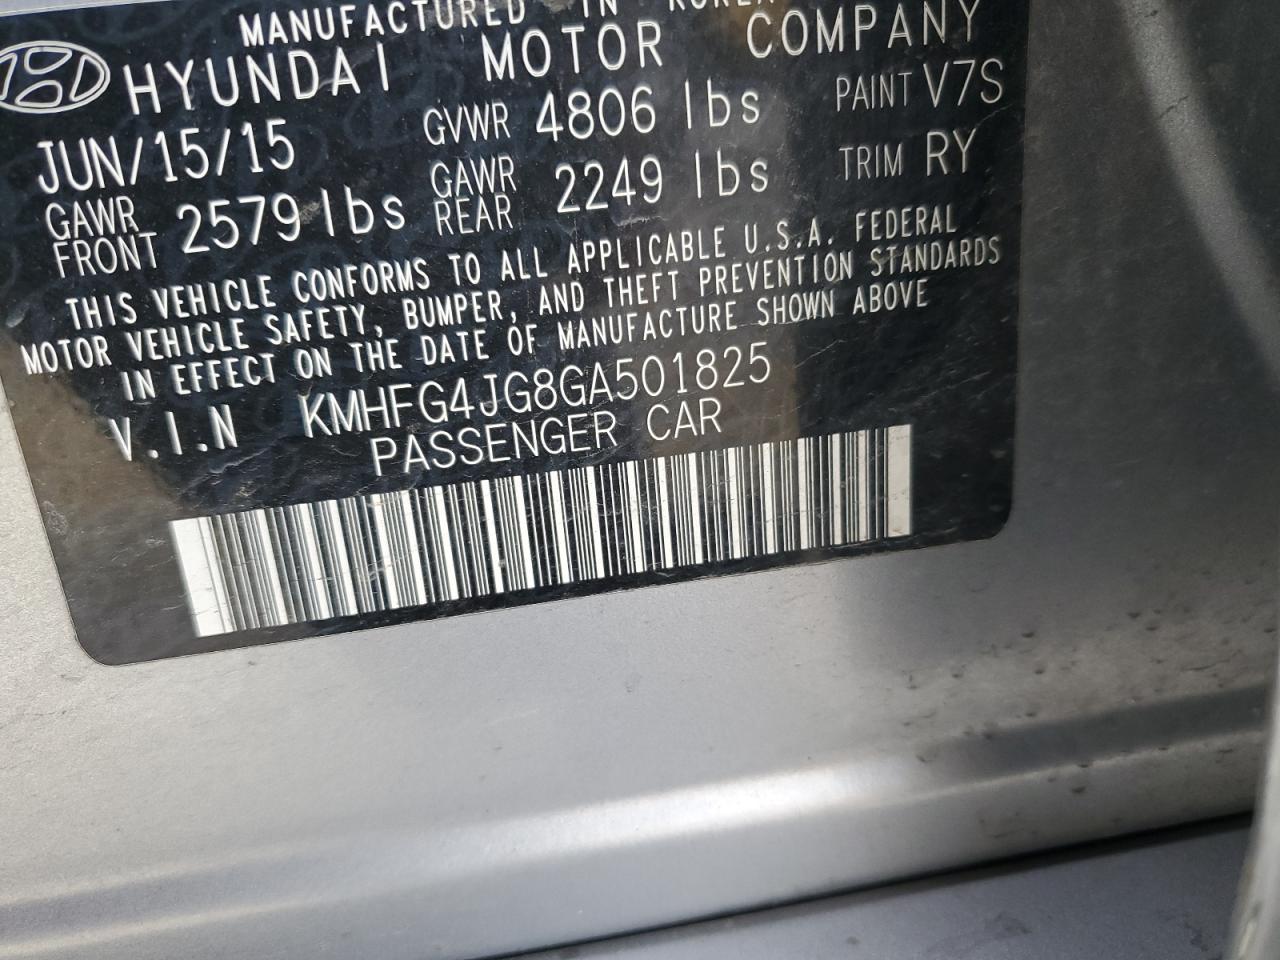 MANUFACTURED IN KOREA
HYUNDAI MOTOR COMPANY
JUN/15/15 GVWR 4806 lbs PAINT V7S
GAWR FRONT 2579 lbs GAWR REAR 2249 lbs TRIM RY
THIS VEHICLE CONFORMS TO ALL APPLICABLE U.S.A. FEDERAL
MOTOR VEHICLE SAFETY, BUMPER, AND THEFT PREVENTION STANDARDS
IN EFFECT ON THE DATE OF MANUFACTURE SHOWN ABOVE
V.I.N KMHFG4JG8GA501825
PASSENGER CAR